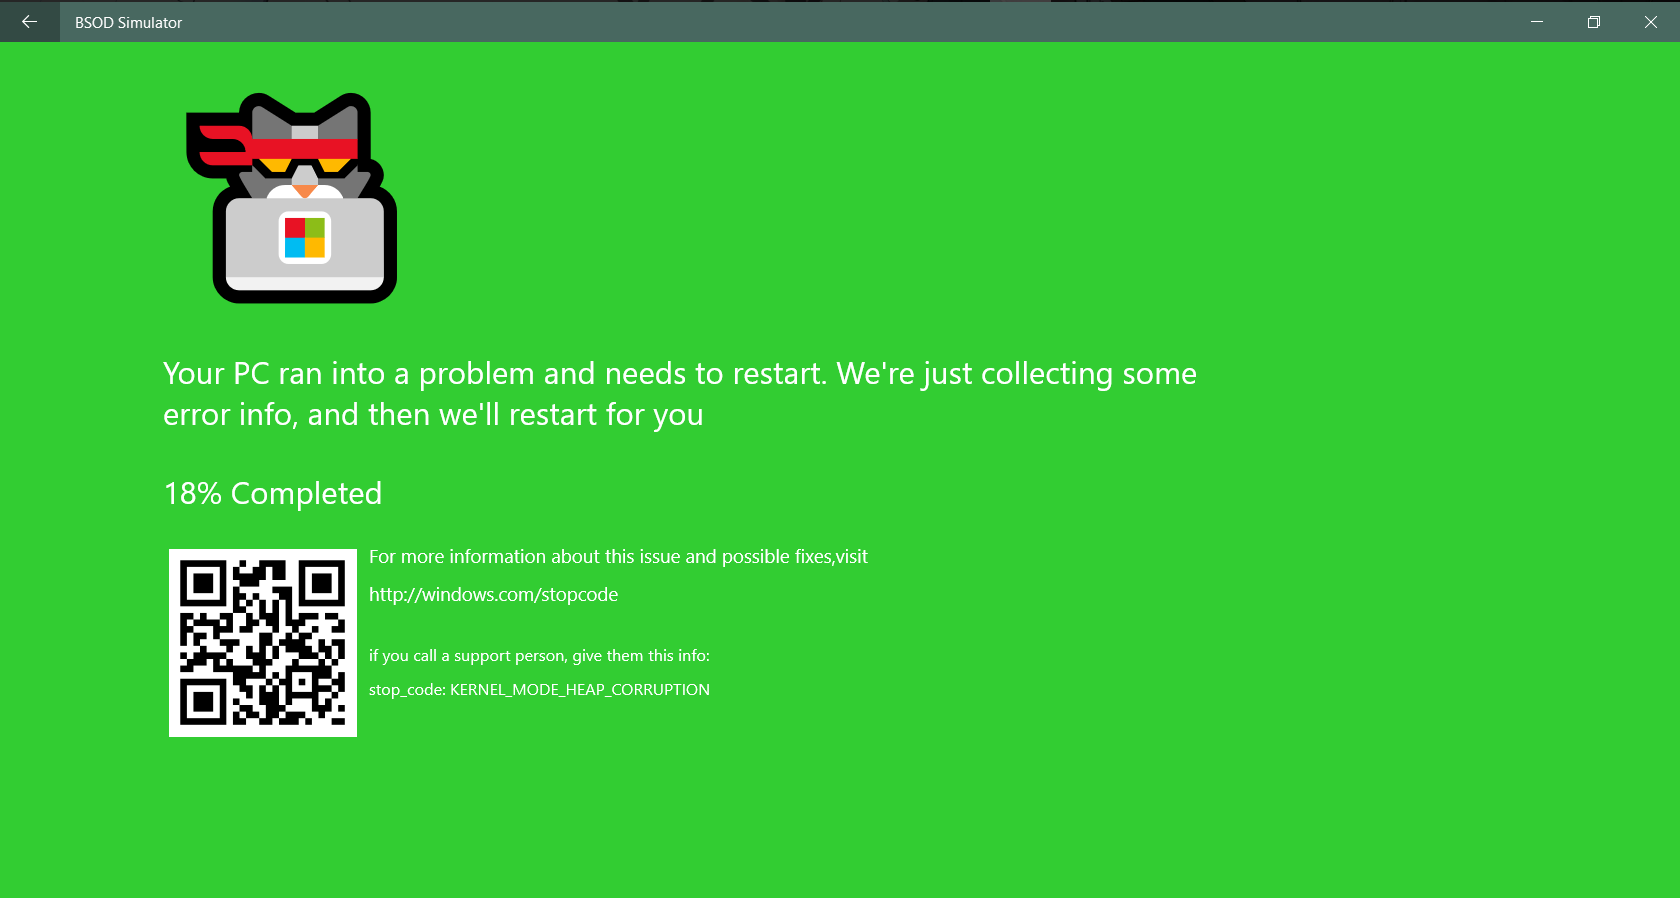 BSOD Simulator
Your PC ran into a problem and needs to restart. We're just collecting some
error info, and then we'll restart for you
18% Completed
For more information about this issue and possible fixes,visit
http://windows.com/stopcode
if you call a support person, give them this info:
stop_code: KERNEL_MODE_HEAP_CORRUPTION